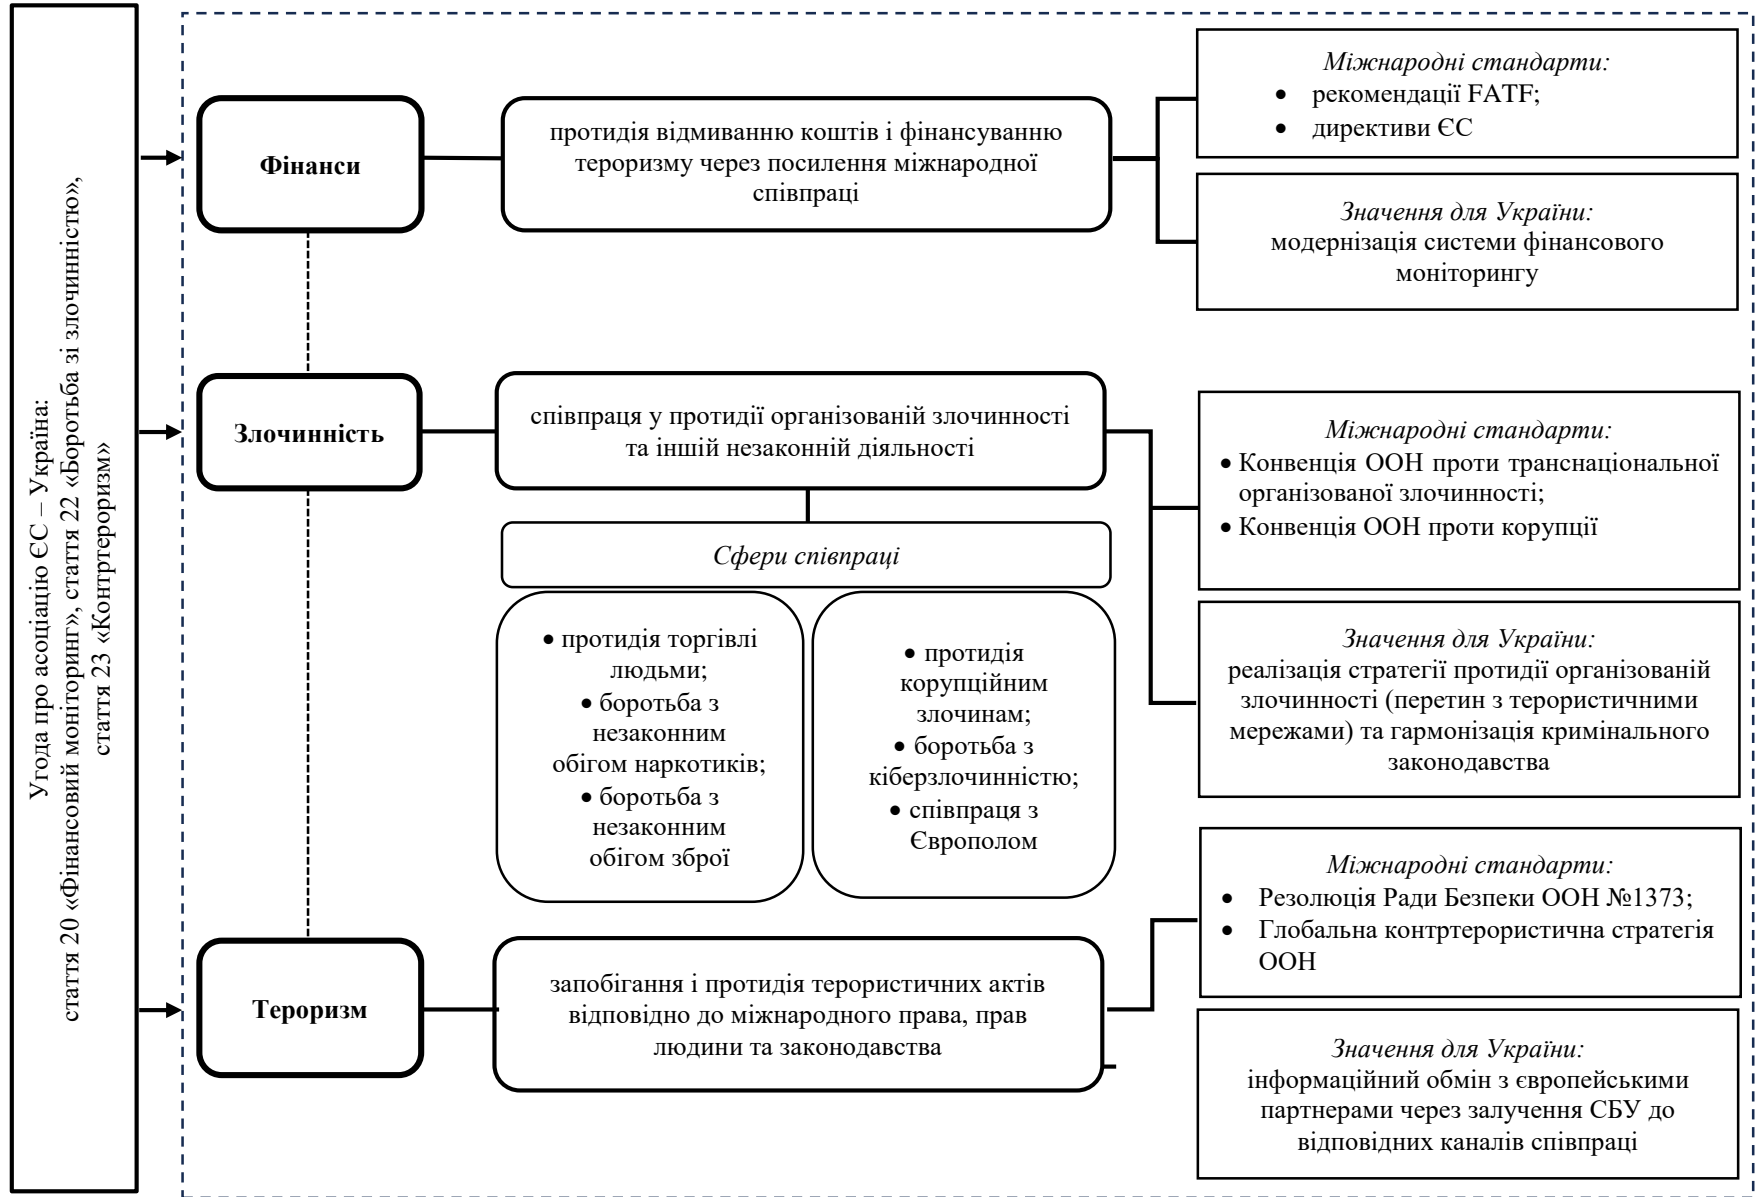 Угода про асоціацію ЄС – Україна:
стаття 20 «Фінансовий моніторинг», стаття 22 «Боротьба зі злочинністю»,
стаття 23 «Контртероризм»
Фінанси
протидія відмиванню коштів і фінансуванню
тероризму через посилення міжнародної
співпраці
Міжнародні стандарти:
• рекомендації FATF;
• директиви ЄС
Значення для України:
модернізація системи фінансового
моніторингу
Злочинність
співпраця у протидії організованій злочинності
та іншій незаконній діяльності
Сфери співпраці
• протидія торгівлі
людьми;
• боротьба з
незаконним
обігом наркотиків;
• боротьба з
незаконним
обігом зброї
• протидія
корупційним
злочинам;
• боротьба з
кіберзлочинністю;
• співпраця з
Європолом
Міжнародні стандарти:
• Конвенція ООН проти транснаціональної
організованої злочинності;
• Конвенція ООН проти корупції
Значення для України:
реалізація стратегії протидії організованій
злочинності (перетин з терористичними
мережами) та гармонізація кримінального
законодавства
Тероризм
запобігання і протидія терористичних актів
відповідно до міжнародного права, прав
людини та законодавства
Міжнародні стандарти:
• Резолюція Ради Безпеки ООН №1373;
• Глобальна контртерористична стратегія
ООН
Значення для України:
інформаційний обмін з європейськими
партнерами через залучення СБУ до
відповідних каналів співпраці